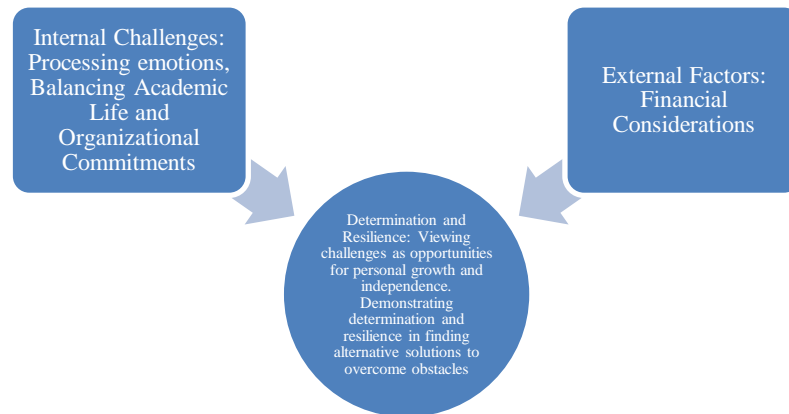 Internal Challenges:
Processing emotions,
Balancing Academic
Life and
Organizational
Commitments
External Factors:
Financial
Considerations
Determination and
Resilience: Viewing
challenges as opportunities
for personal growth and
independence.
Demonstrating
determination and
resilience in finding
alternative solutions to
overcome obstacles